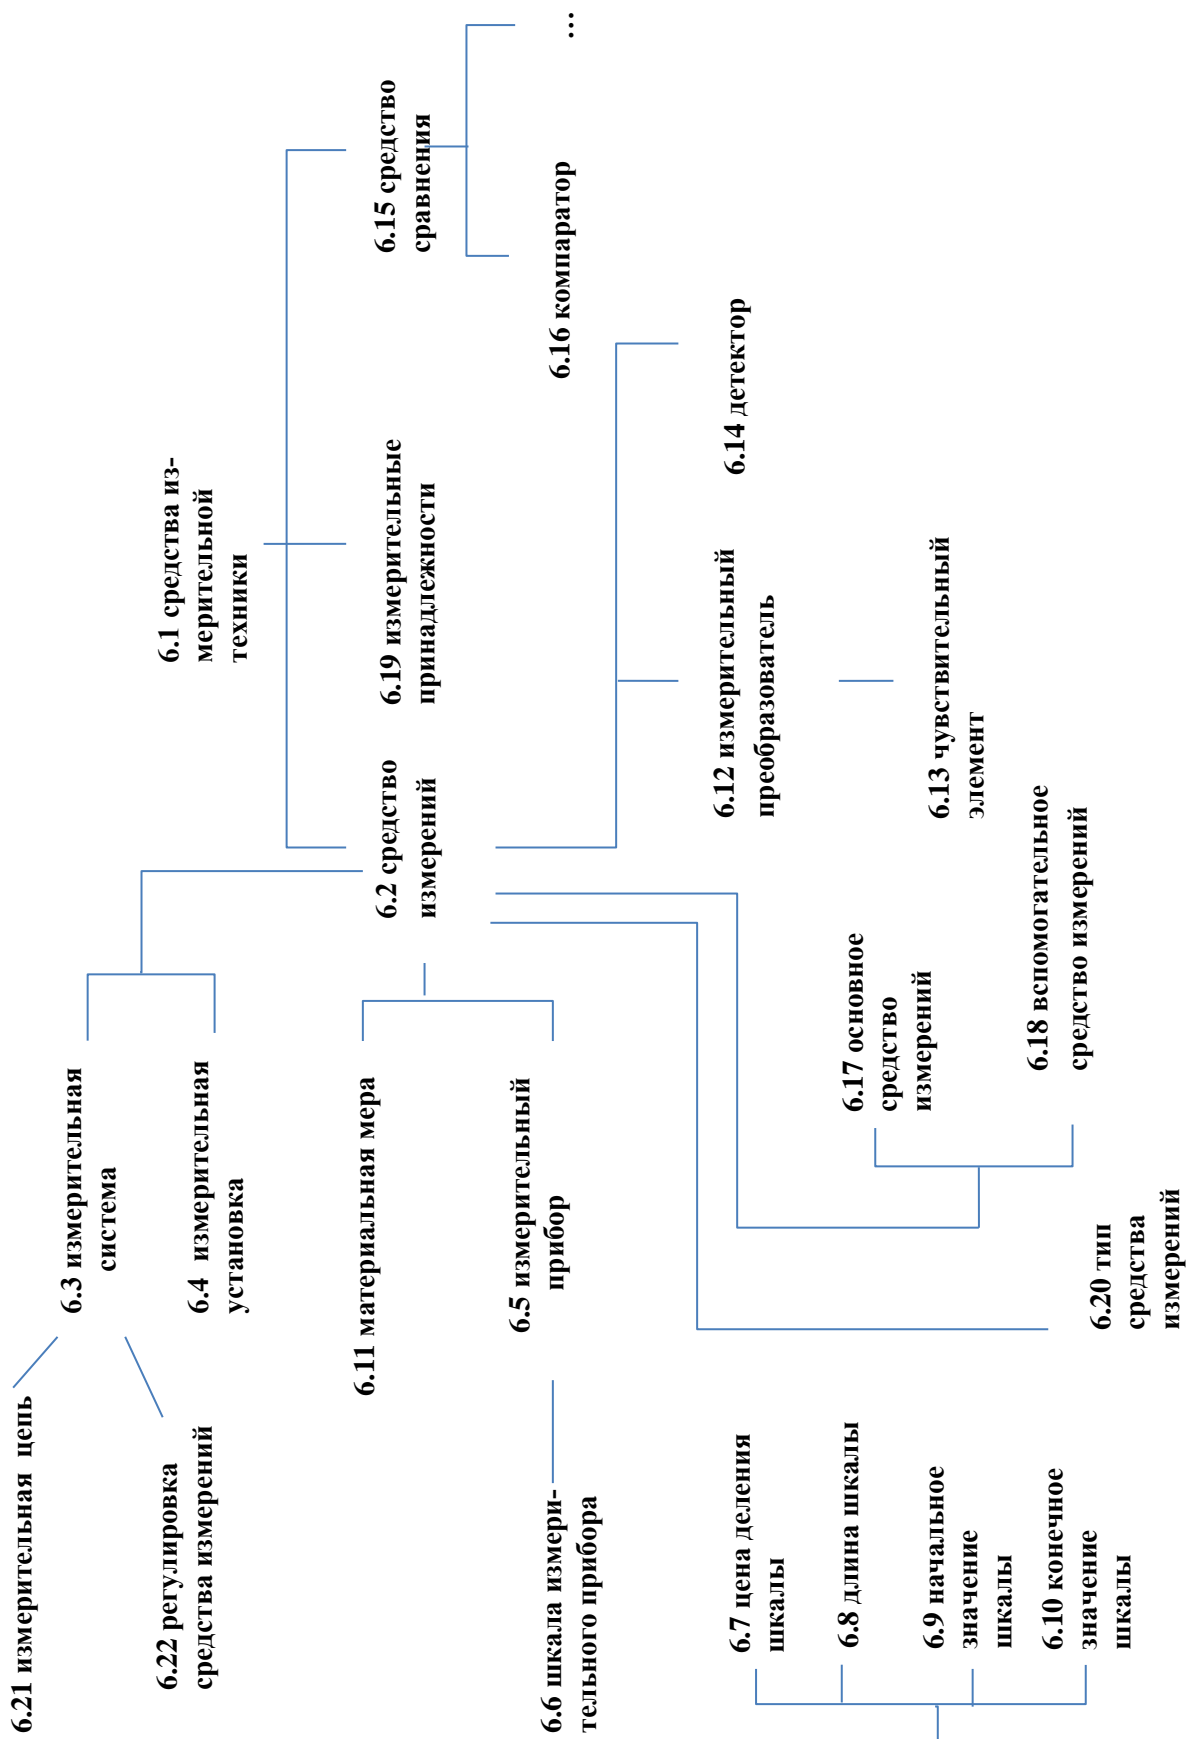 6.1 средства из-
мерительной
техники
6.2 средство
измерений
6.19 измерительные
принадлежности
6.15 средство
сравнения
6.16 компаратор
...
6.3 измерительная
система
6.4 измерительная
установка
6.21 измерительная цепь
6.22 регулировка
средства измерений
6.11 материальная мера
6.5 измерительный
прибор
6.6 шкала измери-
тельного прибора
6.12 измерительный
преобразователь
6.14 детектор
6.13 чувствительный
элемент
6.17 основное
средство
измерений
6.18 вспомогательное
средство измерений
6.20 тип
средства
измерений
6.7 цена деления
шкалы
6.8 длина шкалы
6.9 начальное
значение
шкалы
6.10 конечное
значение
шкалы